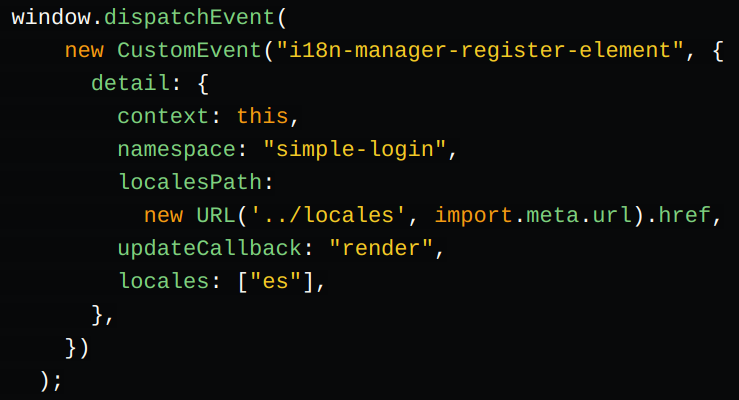 window.dispatchEvent(
    new CustomEvent("i18n-manager-register-element", {
      detail: {
        context: this,
        namespace: "simple-login",
        localesPath:
          new URL('../locales', import.meta.url).href,
        updateCallback: "render",
        locales: ["es"],
      },
    })
  );